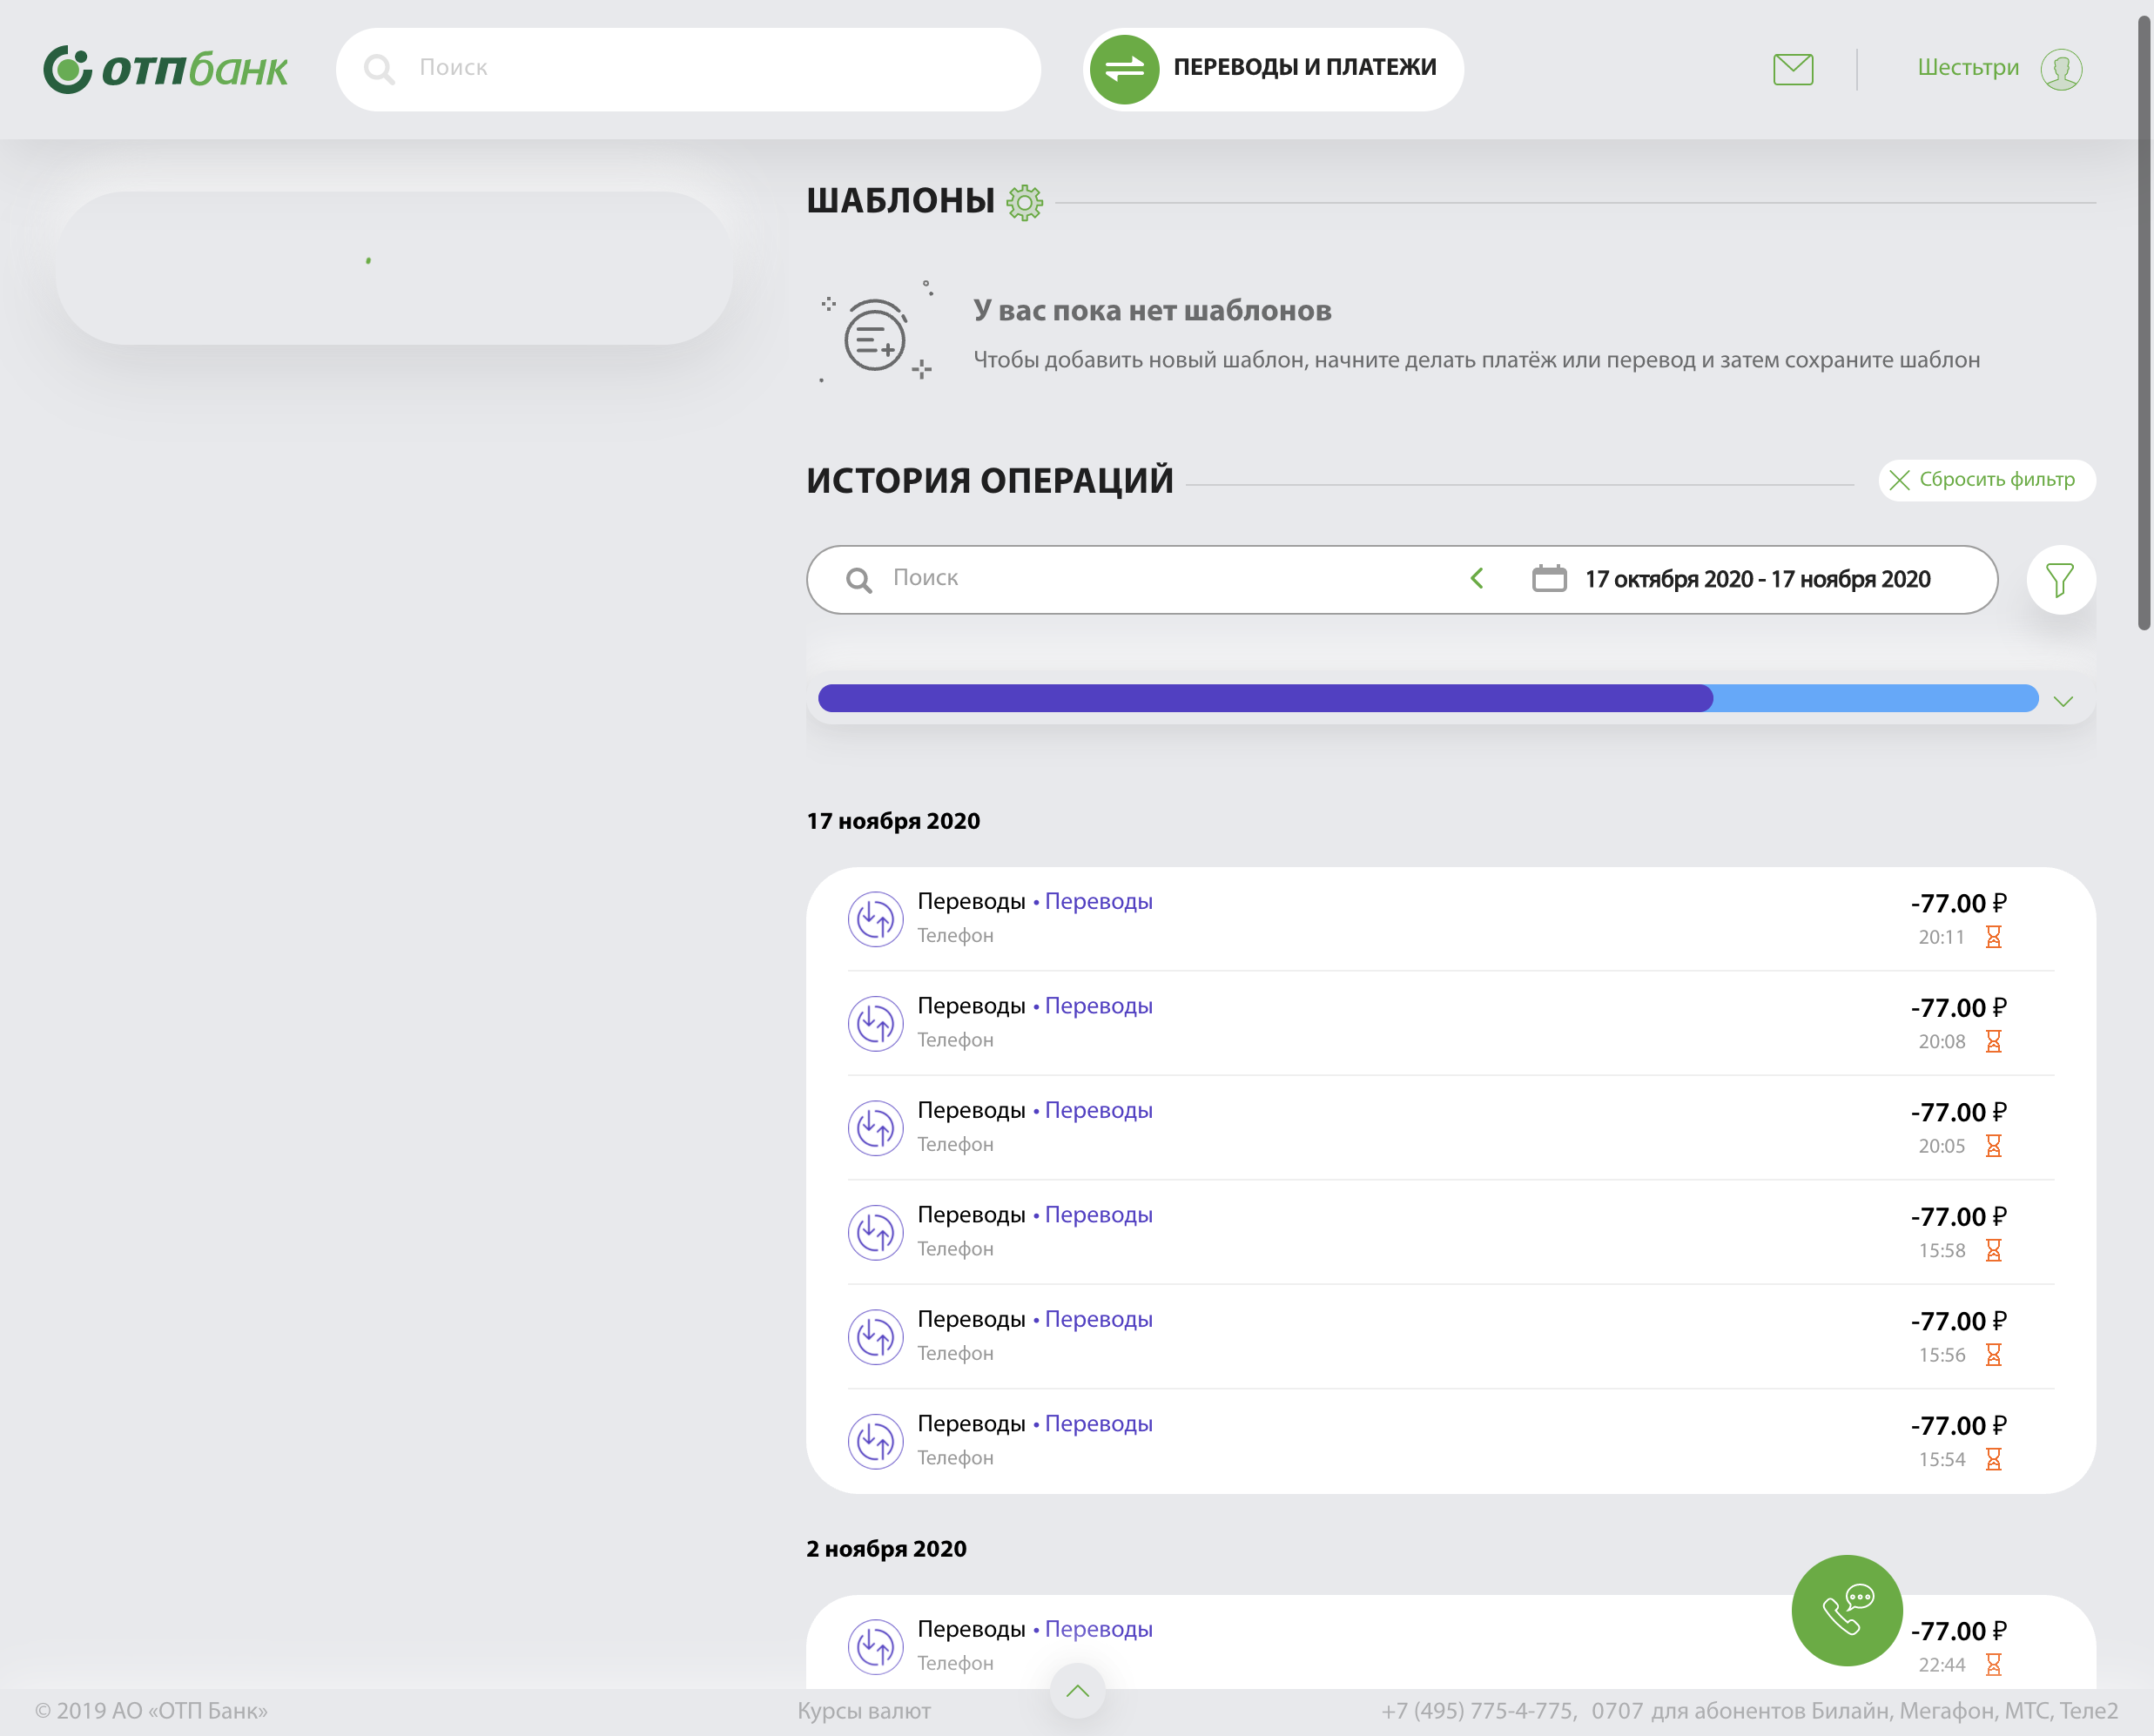 ОТПбанк
Поиск
ПЕРЕВОДЫ И ПЛАТЕЖИ
Шестьтри
ШАБЛОНЫ
У вас пока нет шаблонов
Чтобы добавить новый шаблон, начните делать платёж или перевод и затем сохраните шаблон
ИСТОРИЯ ОПЕРАЦИЙ
Сбросить фильтр
Поиск
17 октября 2020 - 17 ноября 2020
17 ноября 2020
Переводы • Переводы
-77.00 ₽
Телефон
20:11
Переводы • Переводы
-77.00 ₽
Телефон
20:08
Переводы • Переводы
-77.00 ₽
Телефон
20:05
Переводы • Переводы
-77.00 ₽
Телефон
15:58
Переводы • Переводы
-77.00 ₽
Телефон
15:56
Переводы • Переводы
-77.00 ₽
Телефон
15:54
2 ноября 2020
Переводы • Переводы
-77.00 ₽
Телефон
22:44
© 2019 АО «ОТП Банк»
Курсы валют
+7 (495) 775-4-775, 0707 для абонентов Билайн, Мегафон, МТС, Теле2